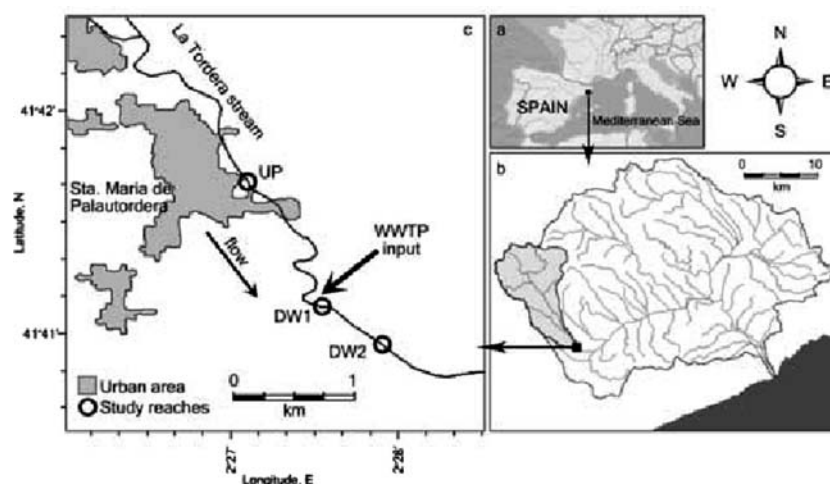 c
La Tordera stream
41°42'
UP
Sta. Maria de
Palautordera
Latitude, N
flow
WWTP
input
DW1
41°41'
DW2
Urban area
Study reaches
0 1
km
2°27'
2°28'
Longitude, E
a
SPAIN
Mediterranean Sea
N
W E
S
b
0 10
km